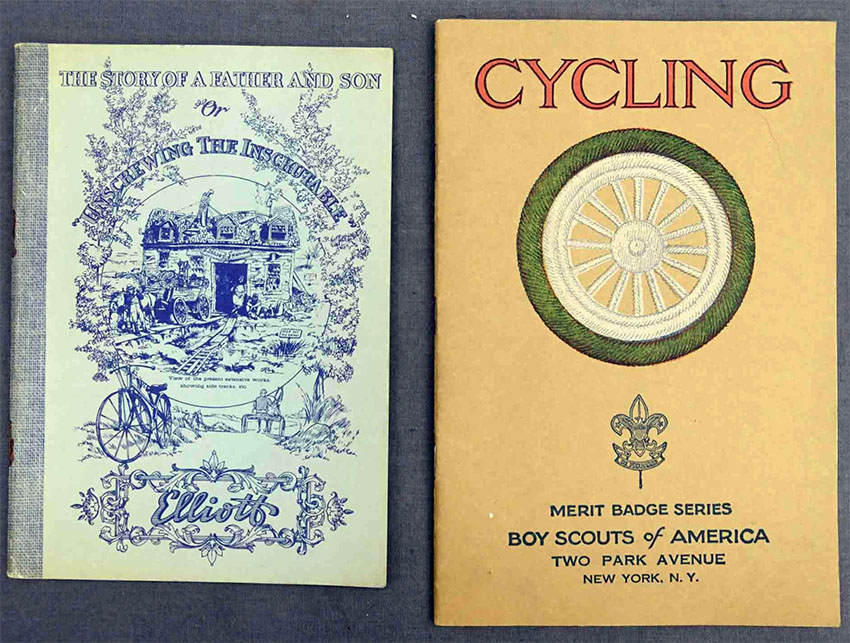 THE STORY OF A FATHER AND SON
"Or
"UNSCREWING THE INSCRUTABLE"
View of the present extensive works.
showing side tracks, etc.
Elliott
CYCLING
MERIT BADGE SERIES
BOY SCOUTS of AMERICA
TWO PARK AVENUE
NEW YORK, N. Y.